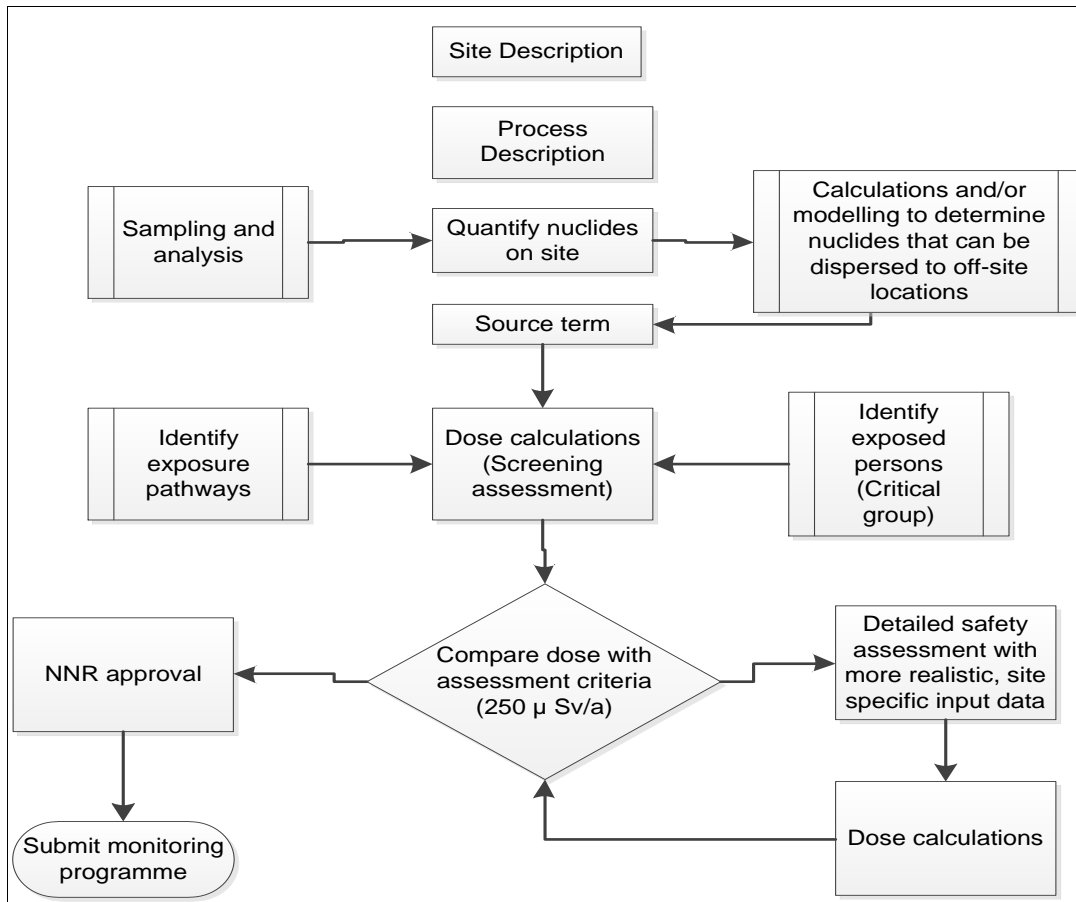 Site Description
Process
Description
Sampling and
analysis
Quantify nuclides
on site
Calculations and/or
modelling to determine
nuclides that can be
dispersed to off-site
locations
Source term
Identify
exposure
pathways
Dose calculations
(Screening
assessment)
Identify
exposed
persons
(Critical
group)
Compare dose with
assessment criteria
(250 µ Sv/a)
NNR approval
Detailed safety
assessment with
more realistic, site
specific input data
Submit monitoring
programme
Dose calculations